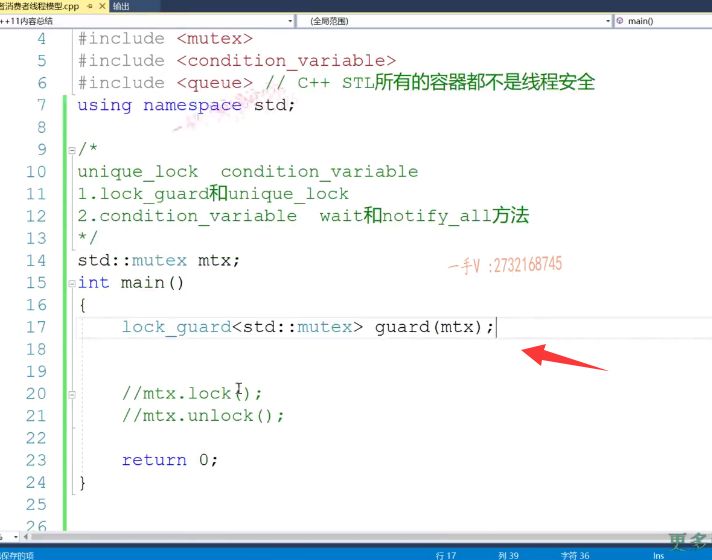 者消费者线程模型.cpp 输出
++11内容总结 (全局范围) main()
4 #include <mutex>
5 #include <condition_variable>
6 #include <queue> // C++ STL所有的容器都不是线程安全
7 using namespace std;
8
9 /*
10 unique_lock  condition_variable
11 1.lock_guard和unique_lock
12 2.condition_variable  wait和notify_all方法
13 */
14 std::mutex mtx;
一手V :2732168745
15 int main()
16 {
17 lock_guard<std::mutex> guard(mtx);
18
19
20 //mtx.lock();
21 //mtx.unlock();
22
23 return 0;
24 }
25
26
保存的项 行 17 列 39 字符 36 Ins
更多